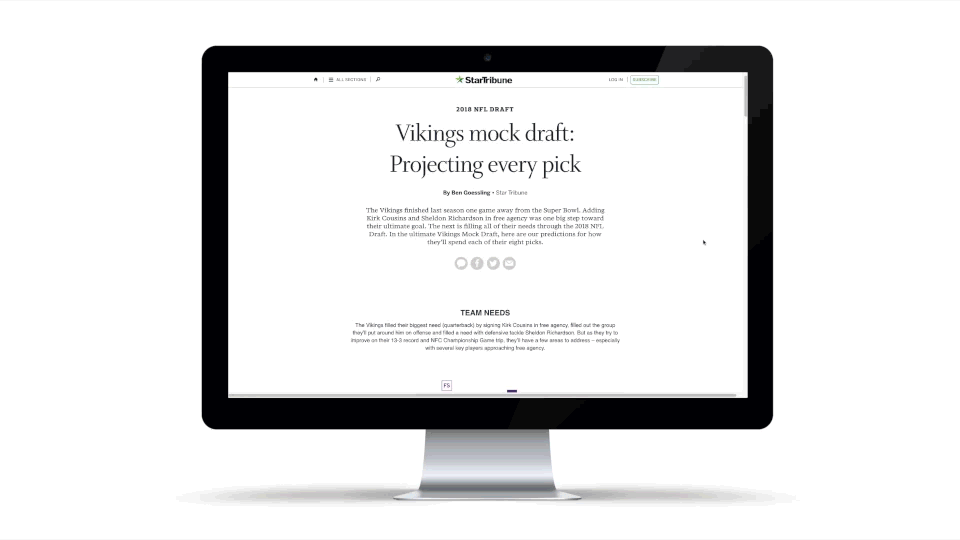 ALL SECTIONS
StarTribune
LOG IN
SUBSCRIBE
2018 NFL DRAFT
Vikings mock draft:
Projecting every pick
By Ben Goessling • Star Tribune
The Vikings finished last season one game away from the Super Bowl. Adding
Kirk Cousins and Sheldon Richardson in free agency was one big step toward
their ultimate goal. The next is filling all of their needs through the 2018 NFL
Draft. In the ultimate Vikings Mock Draft, here are our predictions for how
they'll spend each of their eight picks.
TEAM NEEDS
The Vikings filled their biggest need (quarterback) by signing Kirk Cousins in free agency, filled out the group
they'll put around him on offense and filled a need with defensive tackle Sheldon Richardson. But as they try to
improve on their 13-3 record and NFC Championship Game trip, they'll have a few areas to address – especially
with several key players approaching free agency.
FS